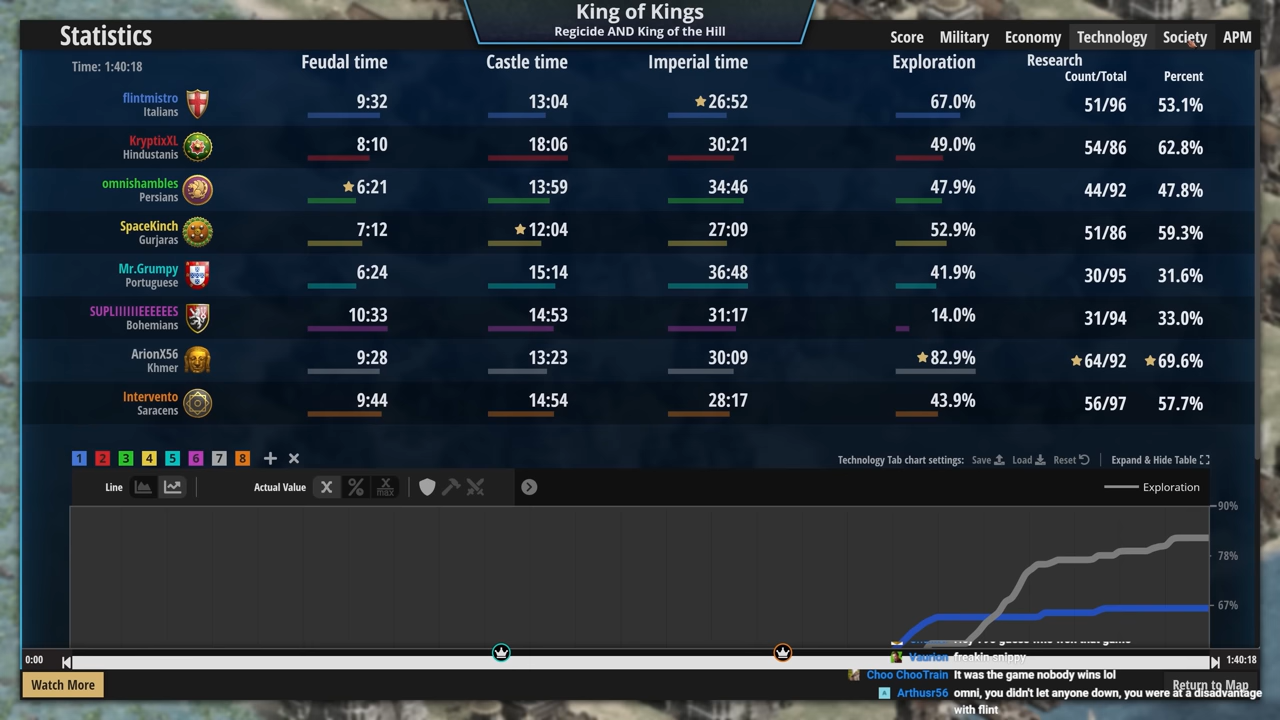 King of Kings
Regicide AND King of the Hill
Statistics
Score Military Economy Technology Society APM
Time: 1:40:18
Feudal time Castle time Imperial time Exploration Research
Count/Total Percent
flintmistro
Italians
9:32 13:04 26:52 67.0% 51/96 53.1%
KryptixXL
Hindustanis
8:10 18:06 30:21 49.0% 54/86 62.8%
omnishambles
Persians
6:21 13:59 34:46 47.9% 44/92 47.8%
SpaceKinch
Gurjaras
7:12 12:04 27:09 52.9% 51/86 59.3%
Mr.Grumpy
Portuguese
6:24 15:14 36:48 41.9% 30/95 31.6%
SUPLIIIIIIEEEEEES
Bohemians
10:33 14:53 31:17 14.0% 31/94 33.0%
ArionX56
Khmer
9:28 13:23 30:09 82.9% 64/92 69.6%
Intervento
Saracens
9:44 14:54 28:17 43.9% 56/97 57.7%
1 2 3 4 5 6 7 8
Technology Tab chart settings: Save Load Reset Expand & Hide Table
Line Actual Value X % X max
Exploration
90%
78%
67%
0:00 1:40:18
Vaurion freakin snippy
Choo ChooTrain It was the game nobody wins lol
Watch More
Return to Map
Arthusr56 omni, you didn't let anyone down, you were at a disadvantage
with flint